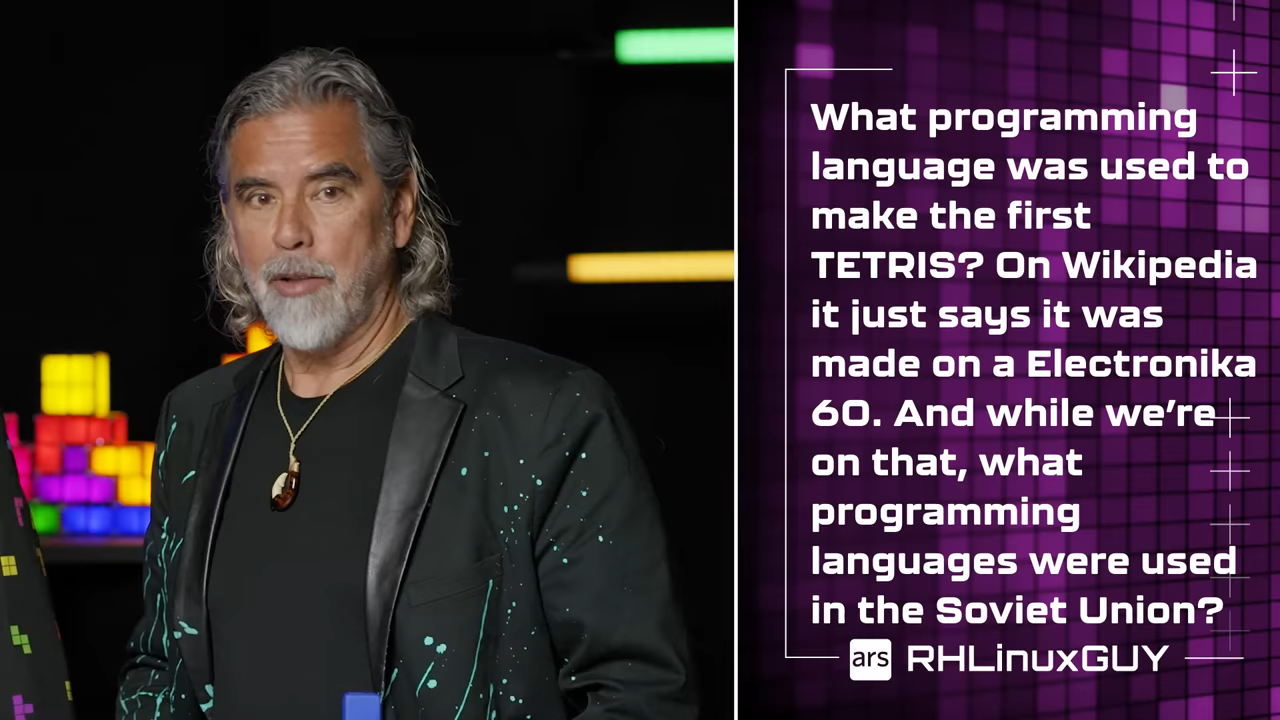 What programming
language was used to
make the first
TETRIS? On Wikipedia
it just says it was
made on a Electronika
60. And while we’re
on that, what
programming
languages were used
in the Soviet Union?
ars RHLinuxGUY